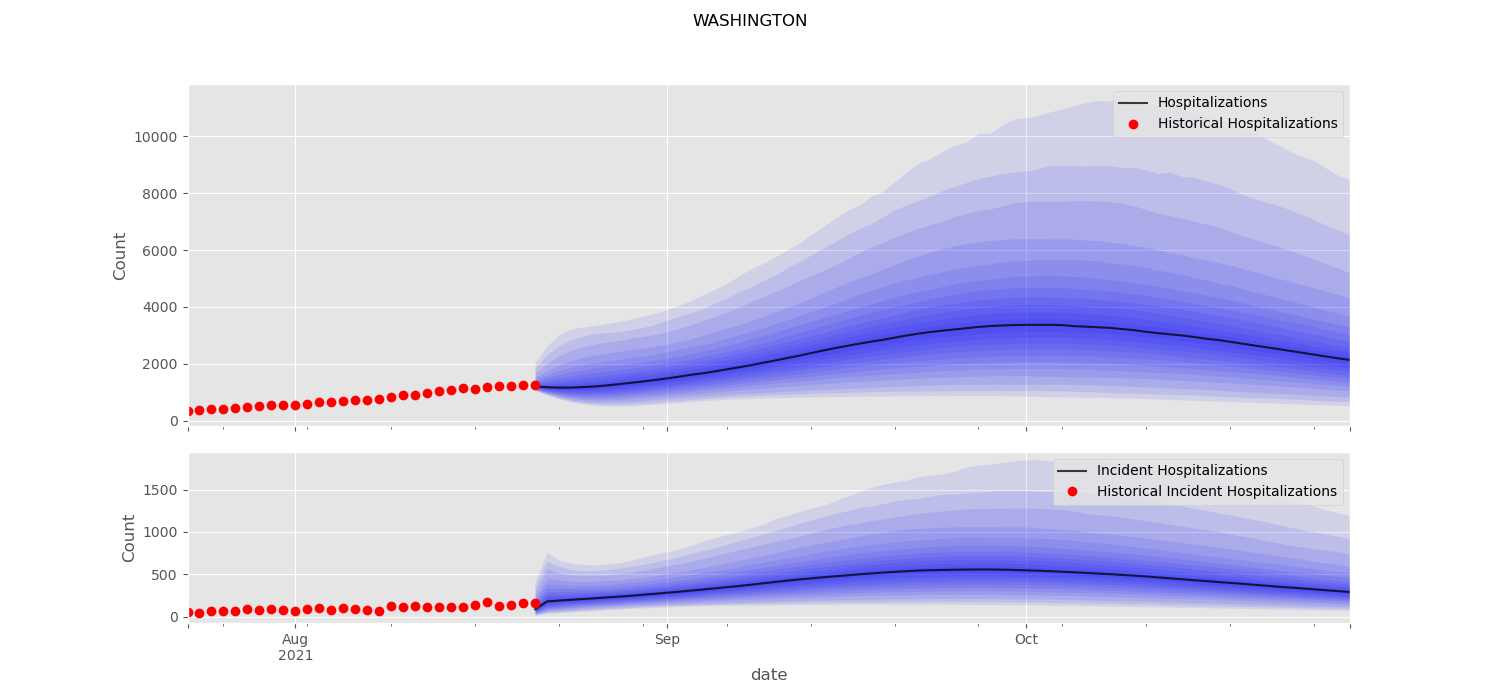 WASHINGTON
Hospitalizations
Historical Hospitalizations
Count
10000
8000
6000
4000
2000
0
Incident Hospitalizations
Historical Incident Hospitalizations
Count
1500
1000
500
0
Aug
2021
Sep
Oct
date